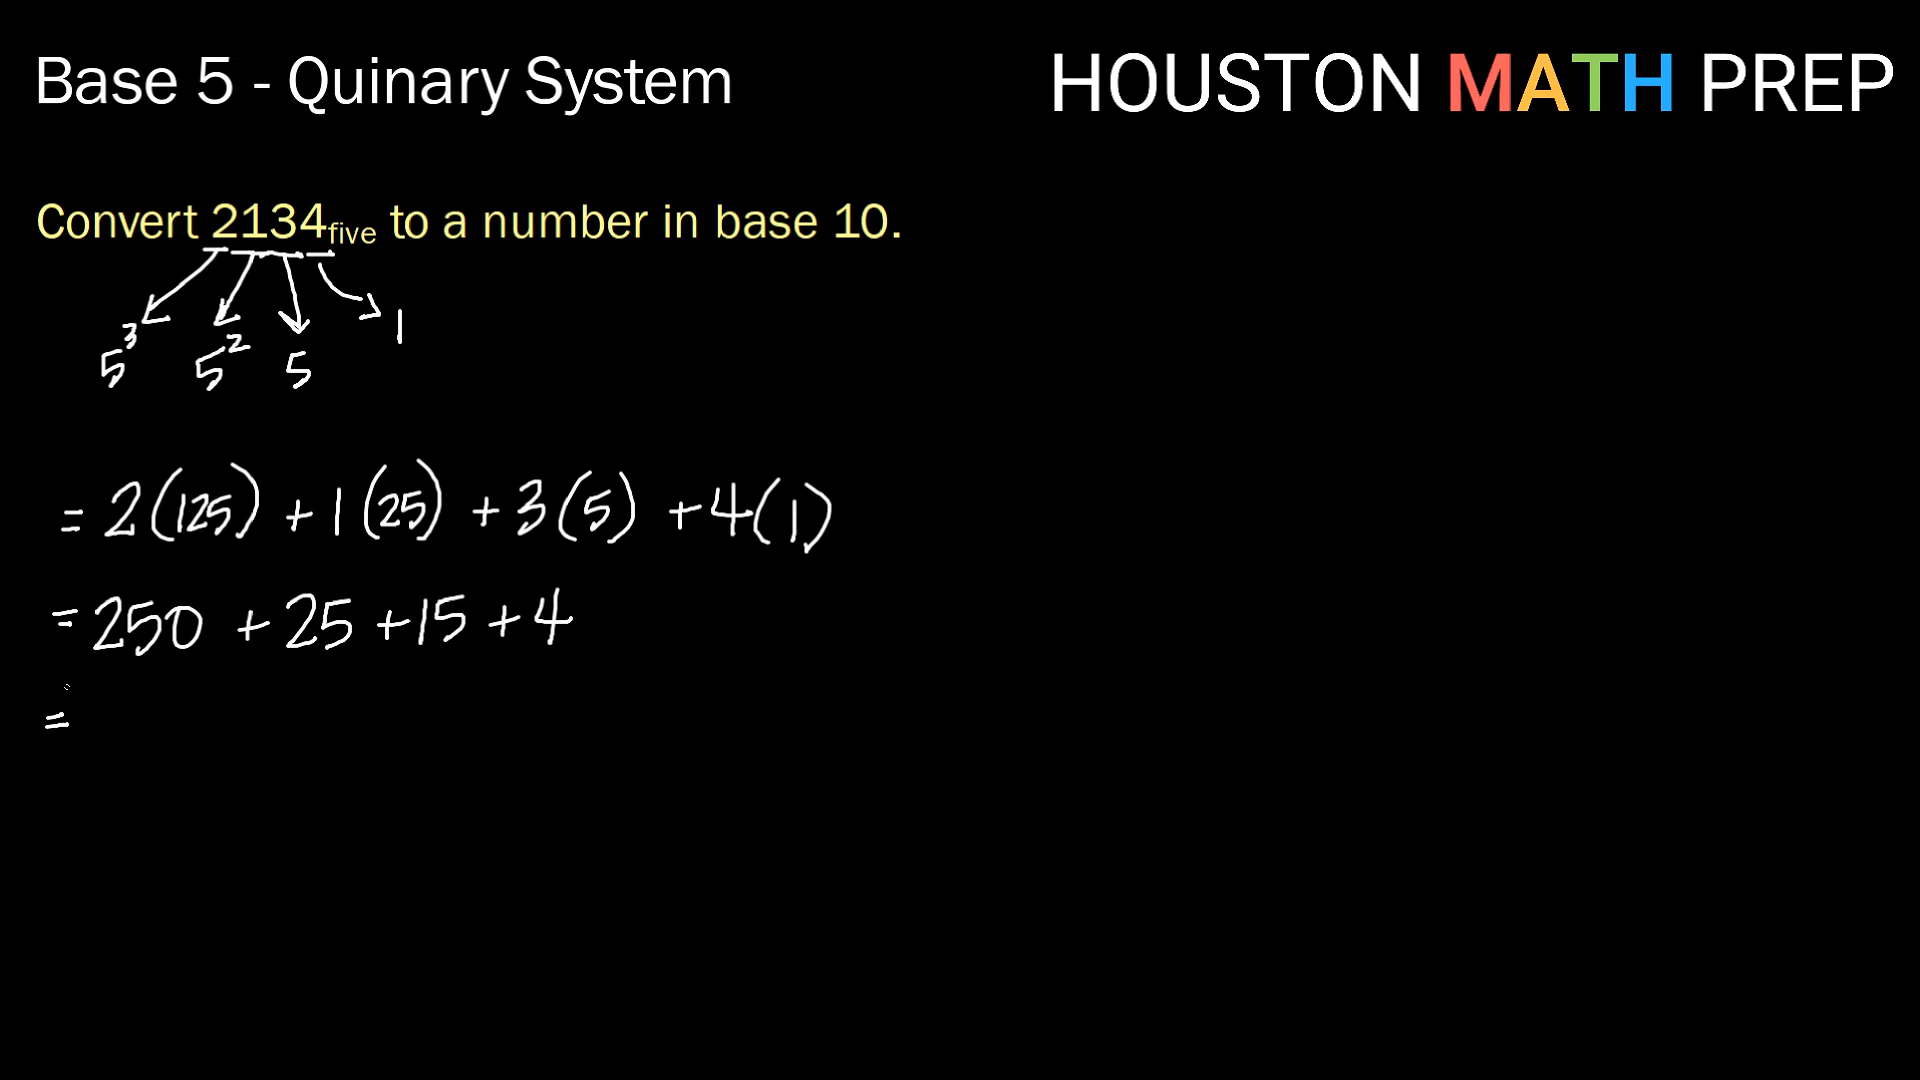 Base 5 - Quinary System
HOUSTON MATH PREP
Convert 2134five to a number in base 10.
5³ 5² 5 1
= 2(125) + 1(25) + 3(5) + 4(1)
= 250 + 25 + 15 + 4
=